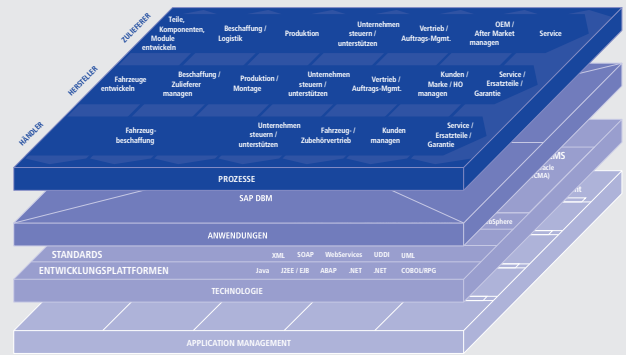 ZULIEFERER
Teile,
Komponenten,
Module
entwickeln
Beschaffung /
Logistik
Produktion
Unternehmen
steuern /
unterstützen
Vertrieb /
Auftrags-Mgmt.
OEM /
After Market
managen
Service
HERSTELLER
Fahrzeuge
entwickeln
Beschaffung /
Zulieferer
managen
Produktion /
Montage
Unternehmen
steuern /
unterstützen
Vertrieb /
Auftrags-Mgmt.
Kunden /
Marke / HO
managen
Service /
Ersatzteile /
Garantie
HÄNDLER
Fahrzeug-
beschaffung
Unternehmen
steuern /
unterstützen
Fahrzeug- /
Zubehörvertrieb
Kunden
managen
Service /
Ersatzteile /
Garantie
PROZESSE
SAP DBM
ANWENDUNGEN
STANDARDS XML SOAP WebServices UDDI UML
ENTWICKLUNGSPLATTFORMEN Java J2EE / EJB ABAP .NET .NET COBOL/RPG
TECHNOLOGIE
APPLICATION MANAGEMENT